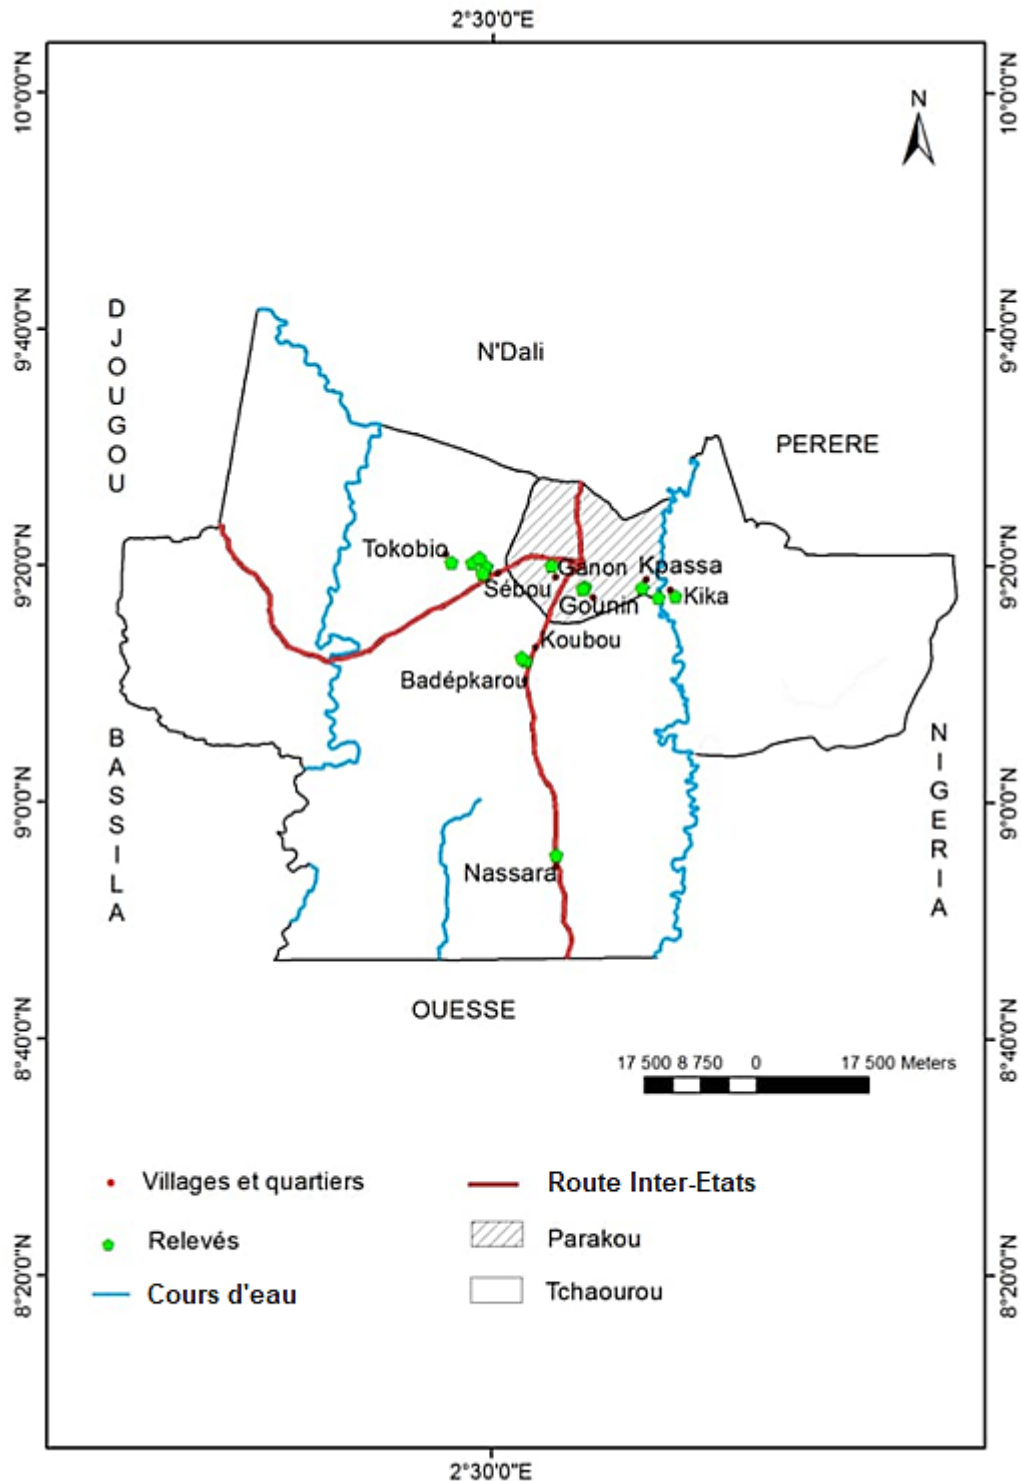 2°30'0"E
10°0'0"N
10°0'0"N
N
9°40'0"N
9°40'0"N
DJOUGOU
N'Dali
PERERE
9°20'0"N
9°20'0"N
Tokobio
Ganon
Kpassa
Sébou
Gounin
Kika
Koubou
Badépkarou
BASSILA
NIGERIA
9°0'0"N
9°0'0"N
Nassara
OUESSE
8°40'0"N
8°40'0"N
17 500 8 750 0 17 500 Meters
Villages et quartiers
Route Inter-Etats
Relevés
Parakou
Cours d'eau
Tchaourou
8°20'0"N
8°20'0"N
2°30'0"E